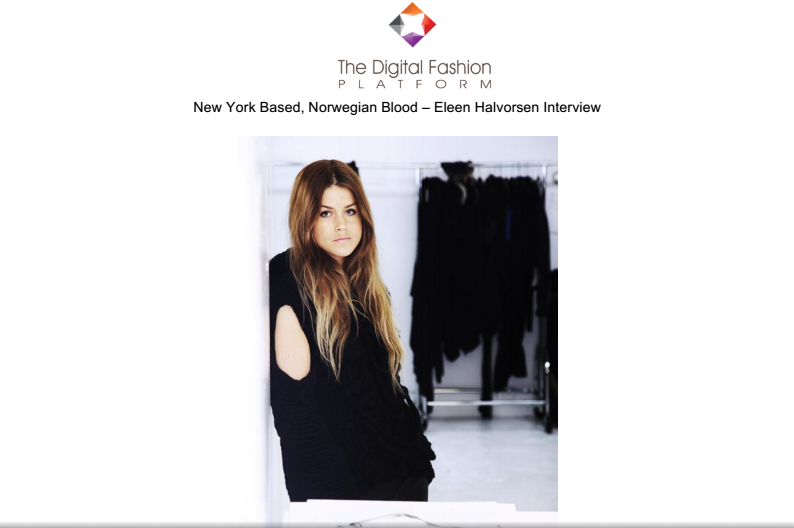 The Digital Fashion
PLATFORM
New York Based, Norwegian Blood – Eleen Halvorsen Interview